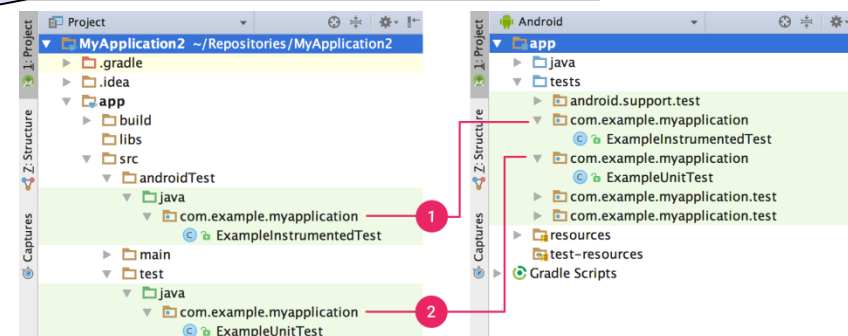 Project
MyApplication2 ~/Repositories/MyApplication2
.gradle
.idea
app
build
libs
src
androidTest
java
com.example.myapplication
ExampleInstrumentedTest
main
test
java
com.example.myapplication
ExampleUnitTest
1: Project
Z: Structure
Captures
1
2
Android
app
java
tests
android.support.test
com.example.myapplication
ExampleInstrumentedTest
com.example.myapplication
ExampleUnitTest
com.example.myapplication.test
com.example.myapplication.test
resources
test-resources
Gradle Scripts
1: Project
Z: Structure
Captures